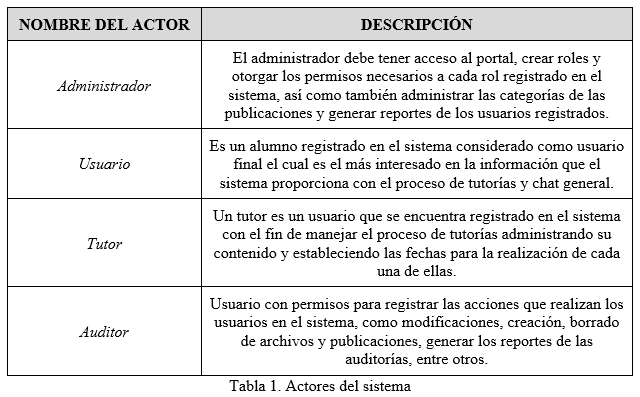 NOMBRE DEL ACTOR
DESCRIPCIÓN
Administrador
El administrador debe tener acceso al portal, crear roles y
otorgar los permisos necesarios a cada rol registrado en el
sistema, así como también administrar las categorías de las
publicaciones y generar reportes de los usuarios registrados.
Usuario
Es un alumno registrado en el sistema considerado como usuario
final el cual es el más interesado en la información que el
sistema proporciona con el proceso de tutorías y chat general.
Tutor
Un tutor es un usuario que se encuentra registrado en el sistema
con el fín de manejar el proceso de tutorías administrando su
contenido y estableciendo las fechas para la realización de cada
una de ellas.
Auditor
Usuario con permisos para registrar las acciones que realizan los
usuarios en el sistema, como modificaciones, creación, borrado
de archivos y publicaciones, generar los reportes de las
auditorías, entre otros.
Tabla 1. Actores del sistema